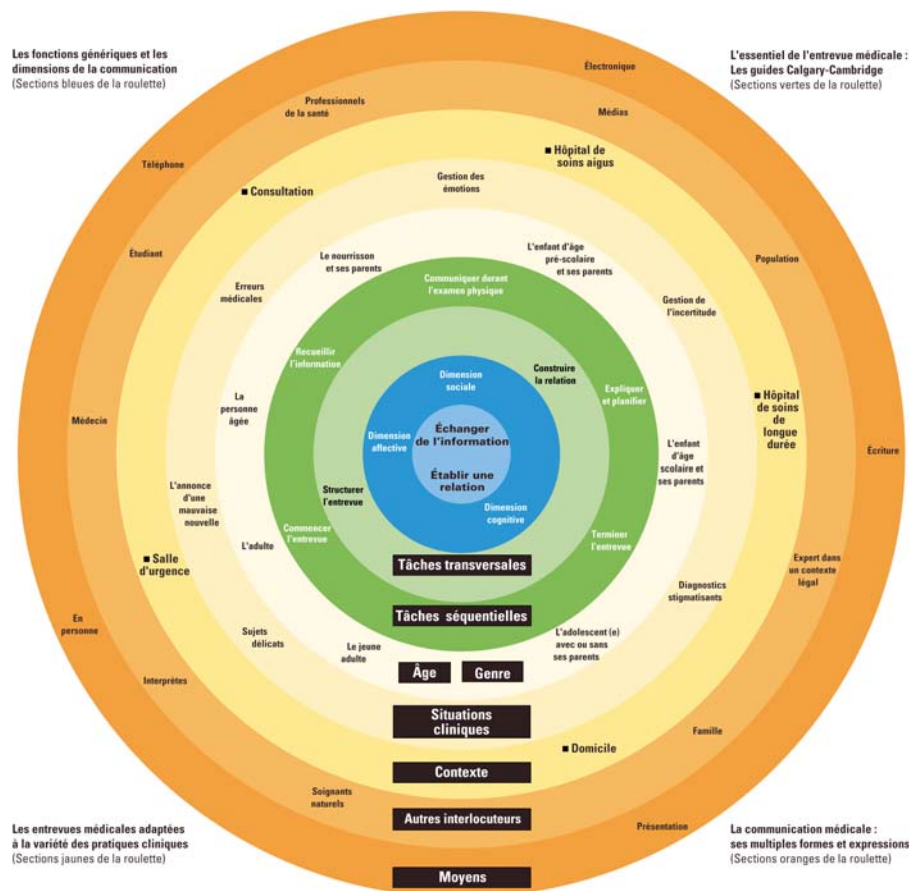 Les fonctions génériques et les
dimensions de la communication
(Sections bleues de la roulette)
L'essentiel de l'entrevue médicale :
Les guides Calgary-Cambridge
(Sections vertes de la roulette)
Électronique
Professionnels
de la santé
Médias
Téléphone
■ Consultation
■ Hôpital de
soins aigus
Gestion des
émotions
Étudiant
Population
Le nourrisson
et ses parents
L'enfant d'âge
pré-scolaire
et ses parents
Erreurs
médicales
Gestion de
l'incertitude
Communiquer durant
l'examen physique
Recueillir
l'information
Construire
la relation
Dimension
sociale
Expliquer
et planifier
La
personne
âgée
■ Hôpital
de soins
de
longue
durée
Médecin
Écriture
Dimension
affective
Échanger
de l'information
Établir une
relation
L'enfant
d'âge
scolaire et
ses parents
L'annonce
d'une
mauvaise
nouvelle
Structurer
l'entrevue
Dimension
cognitive
Commencer
l'entrevue
Terminer
l'entrevue
L'adulte
■ Salle
d'urgence
Expert dans
un contexte
légal
Tâches transversales
Diagnostics
stigmatisants
En
personne
Tâches séquentielles
Sujets
délicats
Le jeune
adulte
L'adolescent (e)
avec ou sans
ses parents
Âge
Genre
Interprètes
Situations
cliniques
Famille
■ Domicile
Contexte
Soignants
naturels
Autres interlocuteurs
Présentation
Les entrevues médicales adaptées
à la variété des pratiques cliniques
(Sections jaunes de la roulette)
La communication médicale :
ses multiples formes et expressions
(Sections oranges de la roulette)
Moyens